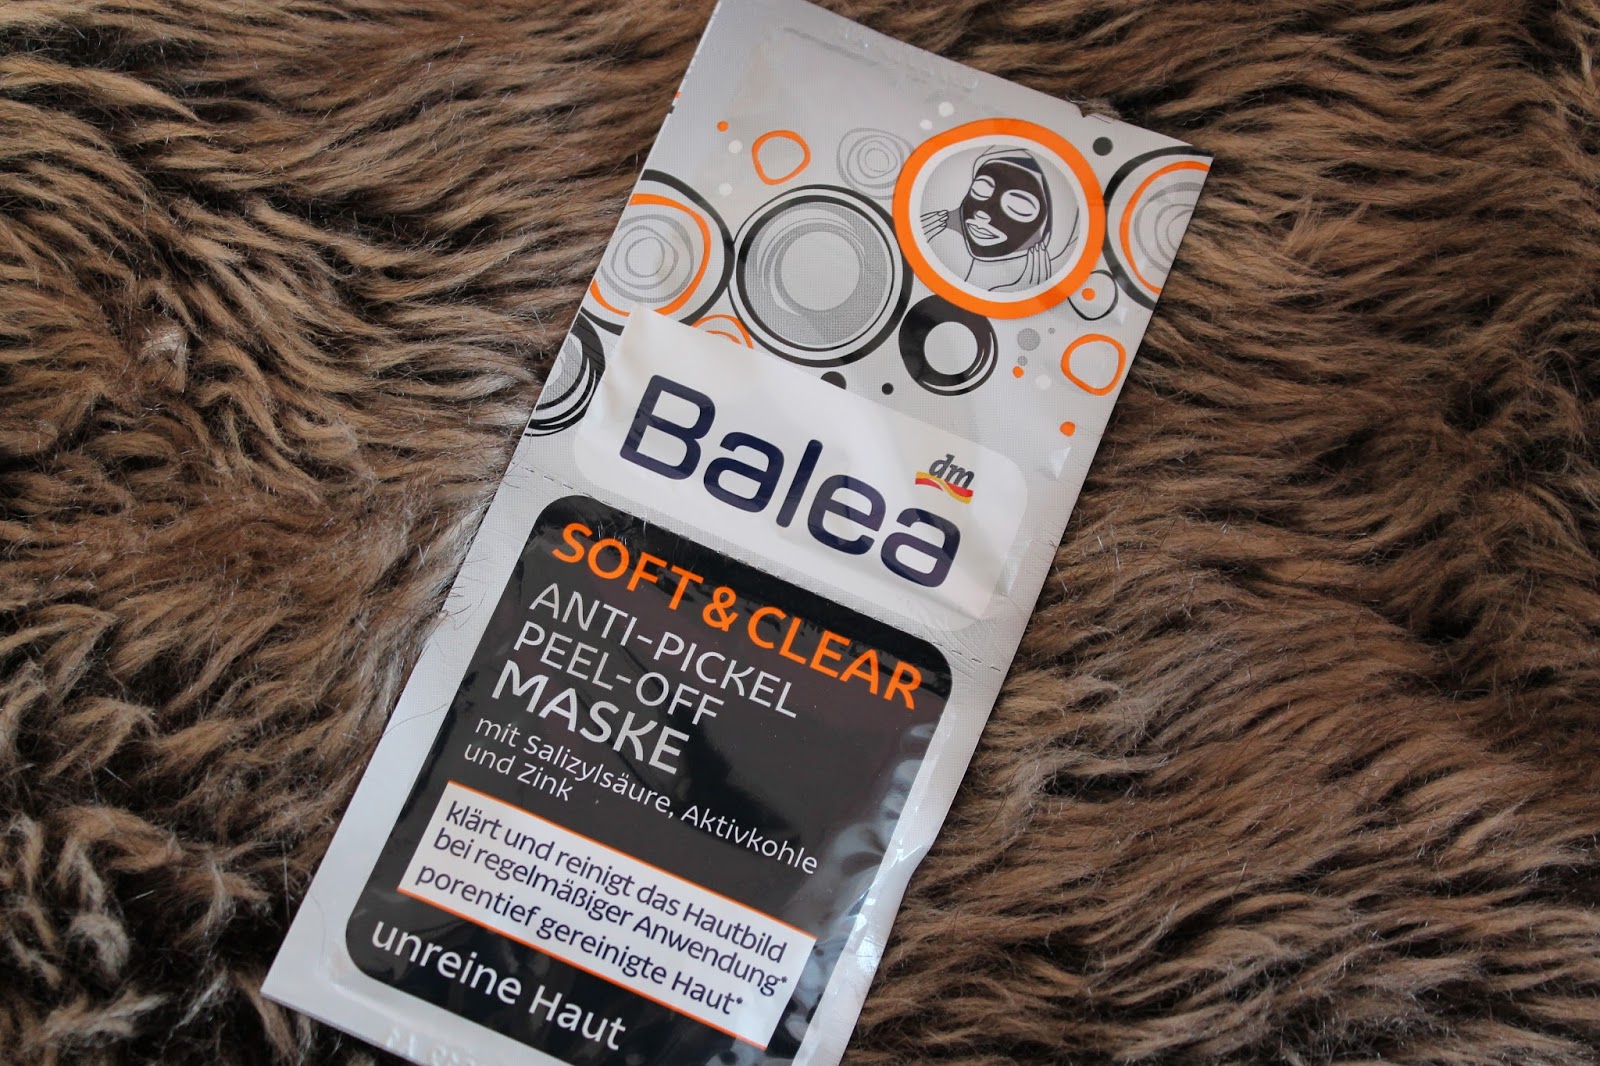 Balea
dm
SOFT & CLEAR
ANTI-PICKEL
PEEL-OFF
MASKE
mit Salizylsäure, Aktivkohle
und Zink
klärt und reinigt das Hautbild
bei regelmäßiger Anwendung*
porentief gereinigte Haut*
unreine Haut